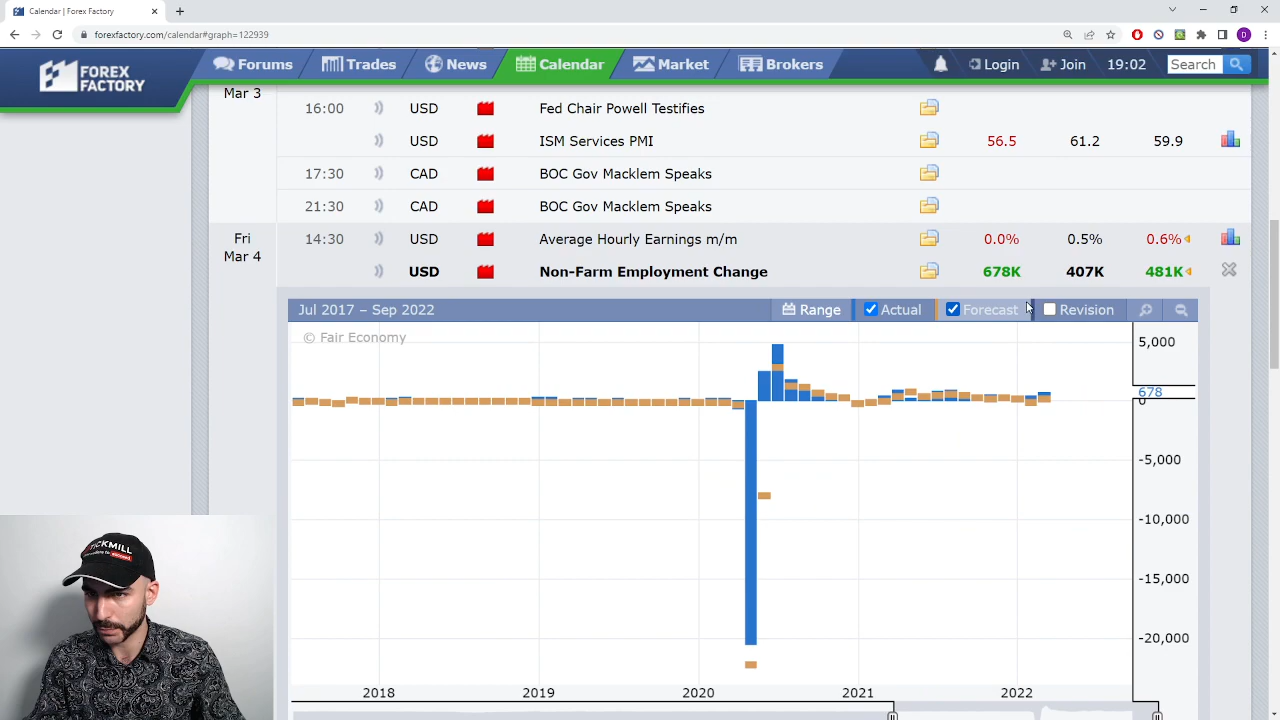 Calendar | Forex Factory
forexfactory.com/calendar#graph=122939
D
FOREX FACTORY
Forums Trades News Calendar Market Brokers Login Join 19:02 Search
Mar 3
16:00 USD Fed Chair Powell Testifies
USD ISM Services PMI 56.5 61.2 59.9
17:30 CAD BOC Gov Macklem Speaks
21:30 CAD BOC Gov Macklem Speaks
Fri Mar 4
14:30 USD Average Hourly Earnings m/m 0.0% 0.5% 0.6%
USD Non-Farm Employment Change 678K 407K 481K
Jul 2017 – Sep 2022 Range Actual Forecast Revision
© Fair Economy
5,000
678
0
-5,000
-10,000
-15,000
-20,000
2018 2019 2020 2021 2022
TICKMILL